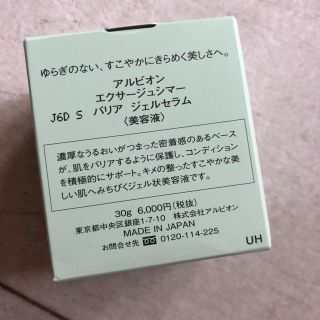 ゆらぎのない、すこやかにきらめく美しさへ。
アルビオン
エクサージュシマー
J6D S バリア ジェルセラム
〈美容液〉
濃厚なうるおいがつまった密着感のあるベース
が、肌をバリアするように保護し、コンディション
を積極的にサポート。キメの整ったすこやかな美
しい肌へみちびくジェル状美容液です。
30g 6,000円(税抜)
東京都中央区銀座1-7-10 株式会社アルビオン
MADE IN JAPAN
お問合せ先 0120-114-225
UH